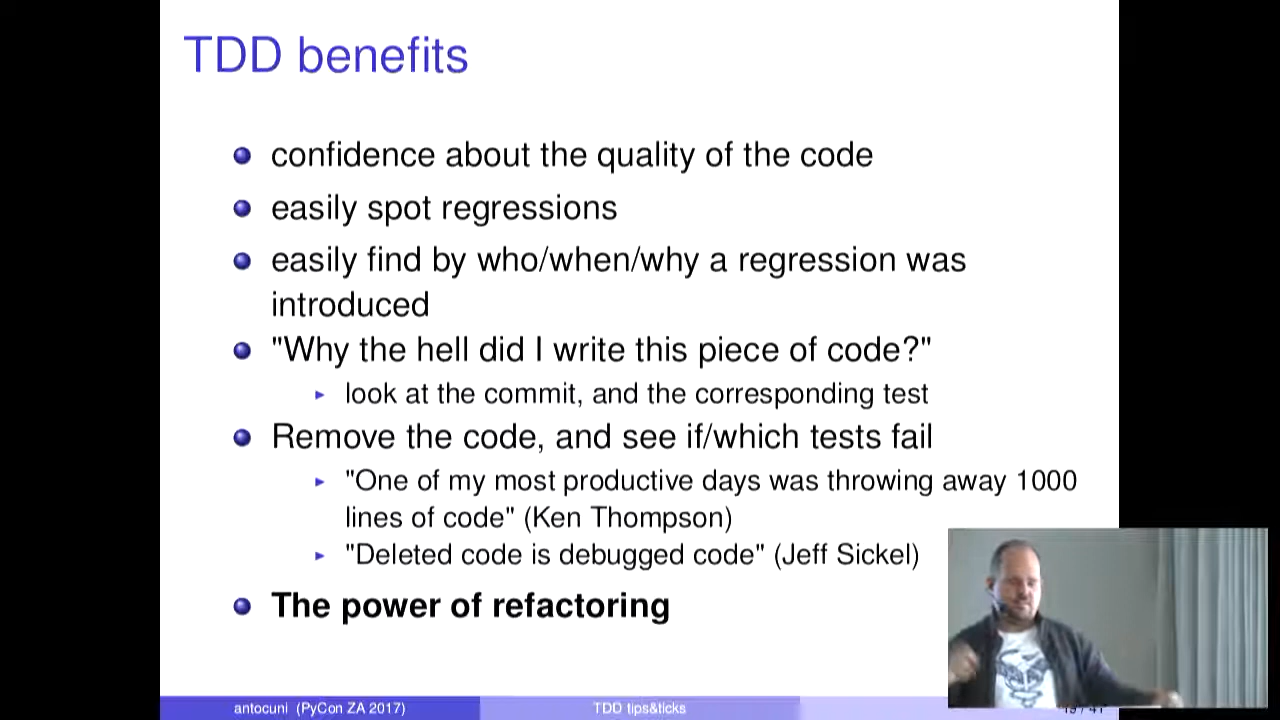 TDD benefits
confidence about the quality of the code
easily spot regressions
easily find by who/when/why a regression was
introduced
"Why the hell did I write this piece of code?"
look at the commit, and the corresponding test
Remove the code, and see if/which tests fail
"One of my most productive days was throwing away 1000
lines of code" (Ken Thompson)
"Deleted code is debugged code" (Jeff Sickel)
The power of refactoring
antocuni (PyCon ZA 2017)
TDD tips&ticks